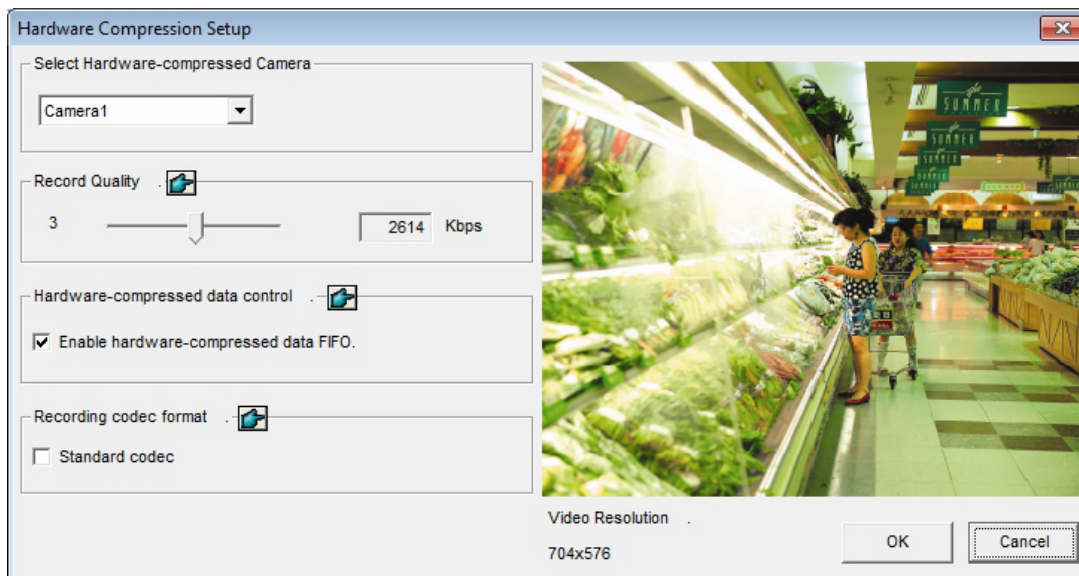 Hardware Compression Setup
Select Hardware-compressed Camera
Camera1
Record Quality .
3
2614 Kbps
Hardware-compressed data control .
Enable hardware-compressed data FIFO.
Recording codec format .
Standard codec
SUMMER
SUMMER
SUMMER
SUMMER
Video Resolution .
704x576
OK
Cancel